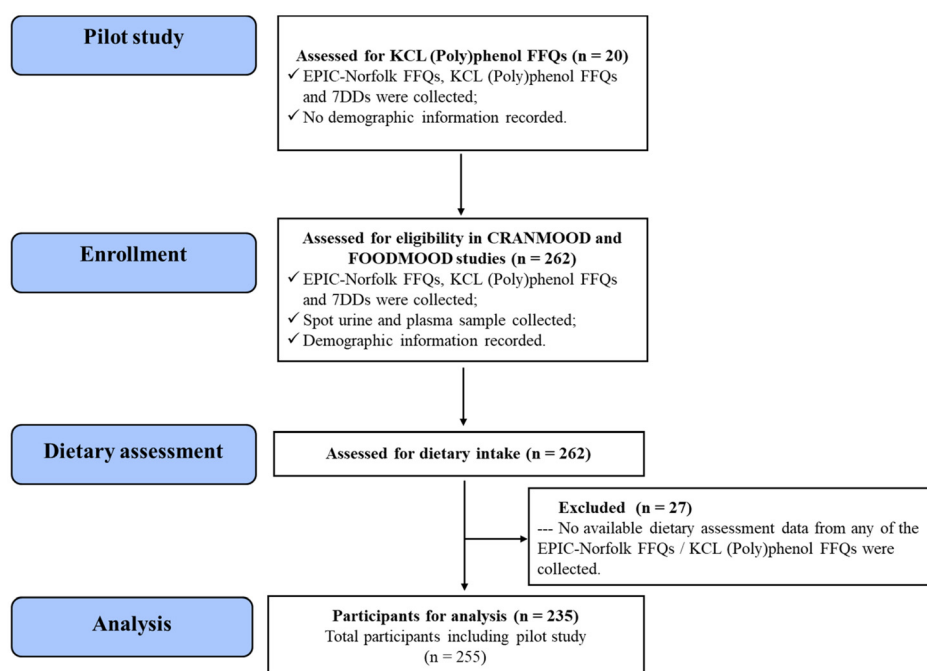 Pilot study
Assessed for KCL (Poly)phenol FFQs (n = 20)
✓ EPIC-Norfolk FFQs, KCL (Poly)phenol FFQs
and 7DDs were collected;
✓ No demographic information recorded.
Enrollment
Assessed for eligibility in CRANMOOD and
FOODMOOD studies (n = 262)
✓ EPIC-Norfolk FFQs, KCL (Poly)phenol FFQs
and 7DDs were collected;
✓ Spot urine and plasma sample collected;
✓ Demographic information recorded.
Dietary assessment
Assessed for dietary intake (n = 262)
Excluded (n = 27)
--- No available dietary assessment data from any of the
EPIC-Norfolk FFQs / KCL (Poly)phenol FFQs were
collected.
Analysis
Participants for analysis (n = 235)
Total participants including pilot study
(n = 255)